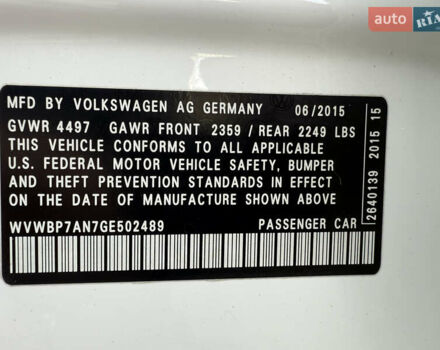 auto RIA
MFD BY VOLKSWAGEN AG GERMANY 06/2015
GVWR 4497 GAWR FRONT 2359 / REAR 2249 LBS
THIS VEHICLE CONFORMS TO ALL APPLICABLE
U.S. FEDERAL MOTOR VEHICLE SAFETY, BUMPER
AND THEFT PREVENTION STANDARDS IN EFFECT
ON THE DATE OF MANUFACTURE SHOWN ABOVE
WVWBP7AN7GE502489 PASSENGER CAR
2640139 2015 15